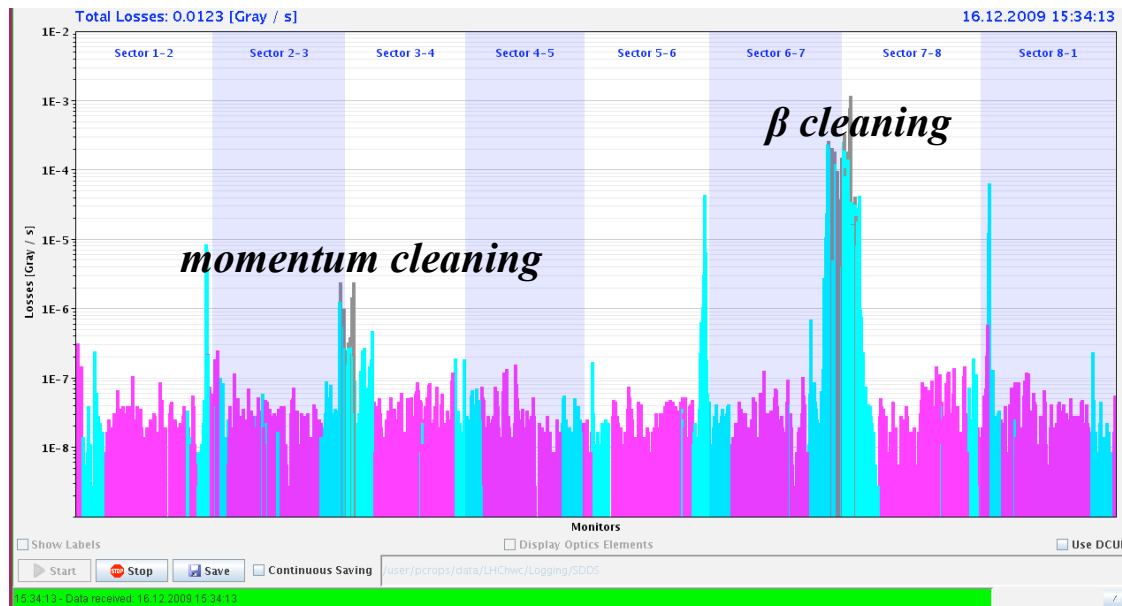 Total Losses: 0.0123 [Gray / s]
16.12.2009 15:34:13
1E-2
Sector 1-2
Sector 2-3
Sector 3-4
Sector 4-5
Sector 5-6
Sector 6-7
Sector 7-8
Sector 8-1
1E-3
β cleaning
1E-4
1E-5
momentum cleaning
Losses [Gray / s]
1E-6
1E-7
1E-8
Monitors
Show Labels
Display Optics Elements
Use DCUI
Start
Stop
Save
Continuous Saving
/user/pcrops/data/LHChwc/Logging/SDDS
15:34:13 - Data received: 16.12.2009 15:34:13